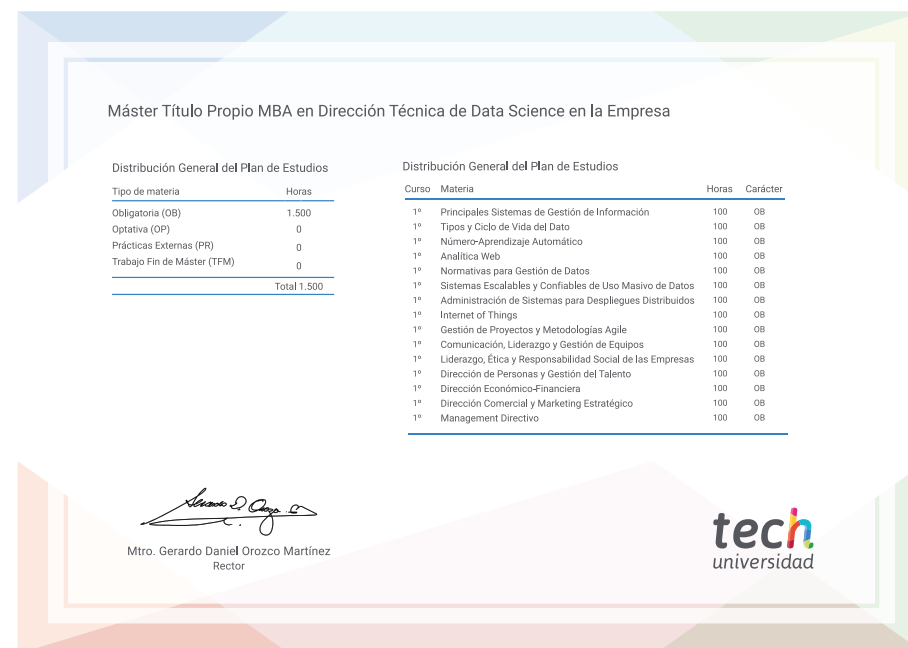 Máster Título Propio MBA en Dirección Técnica de Data Science en la Empresa
Distribución General del Plan de Estudios
Tipo de materia Horas
Obligatoria (OB) 1.500
Optativa (OP) 0
Prácticas Externas (PR) 0
Trabajo Fin de Máster (TFM) 0
Total 1.500
Distribución General del Plan de Estudios
Curso Materia Horas Carácter
1º Principales Sistemas de Gestión de Información 100 OB
1º Tipos y Ciclo de Vida del Dato 100 OB
1º Número-Aprendizaje Automático 100 OB
1º Analítica Web 100 OB
1º Normativas para Gestión de Datos 100 OB
1º Sistemas Escalables y Confiables de Uso Masivo de Datos 100 OB
1º Administración de Sistemas para Despliegues Distribuidos 100 OB
1º Internet of Things 100 OB
1º Gestión de Proyectos y Metodologías Agile 100 OB
1º Comunicación, Liderazgo y Gestión de Equipos 100 OB
1º Liderazgo, Ética y Responsabilidad Social de las Empresas 100 OB
1º Dirección de Personas y Gestión del Talento 100 OB
1º Dirección Económico-Financiera 100 OB
1º Dirección Comercial y Marketing Estratégico 100 OB
1º Management Directivo 100 OB
Mtro. Gerardo Daniel Orozco Martínez
Rector
tech
universidad